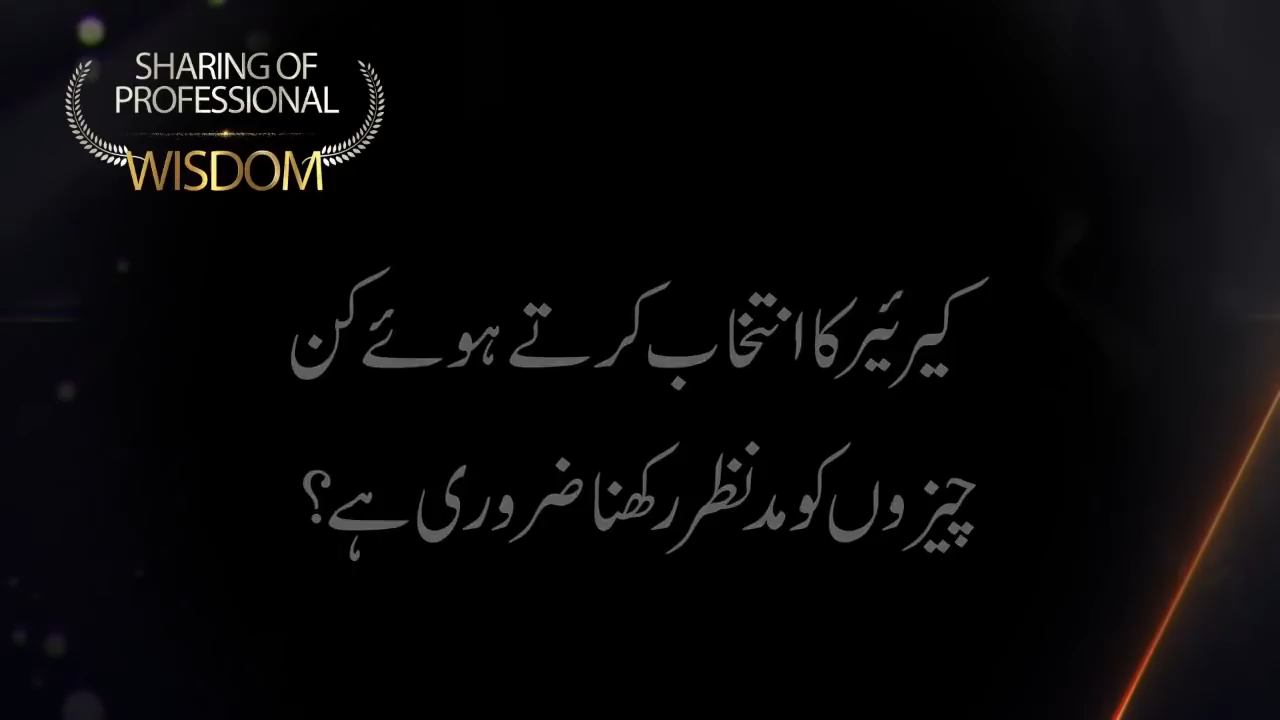 SHARING OF
PROFESSIONAL
WISDOM
کیرئیر کا انتخاب کرتے ہوئے کن
چیزوں کو مدنظر رکھنا ضروری ہے؟